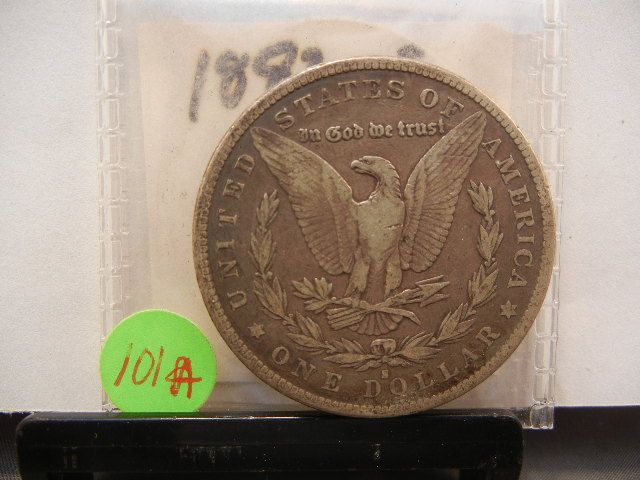 UNITED STATES OF AMERICA
In God we trust
ONE DOLLAR
S
101A